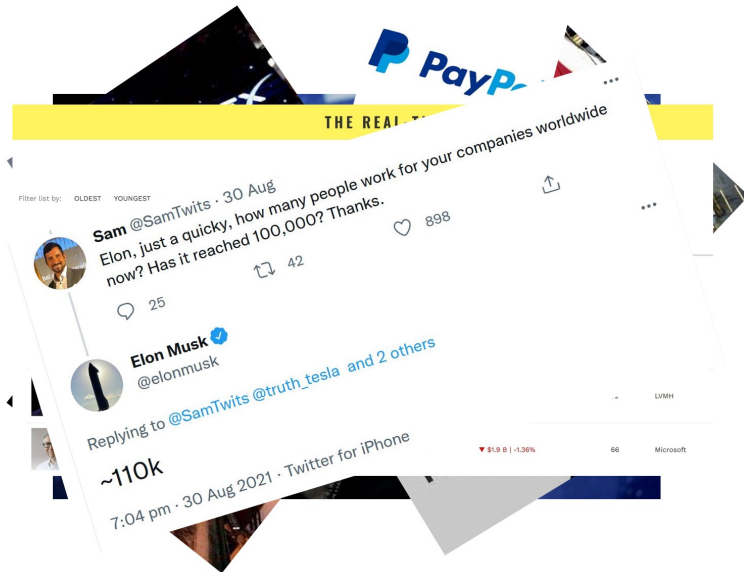 PayP
THE REAL-T
Filter list by: OLDEST YOUNGEST
Sam @SamTwits · 30 Aug
Elon, just a quicky, how many people work for your companies worldwide
now? Has it reached 100,000? Thanks.
25 42 898
Elon Musk
@elonmusk
Replying to @SamTwits @truth_tesla and 2 others
~110k
7:04 pm · 30 Aug 2021 · Twitter for iPhone
LVMH
▼ $1.9 B | -1.36% 66 Microsoft